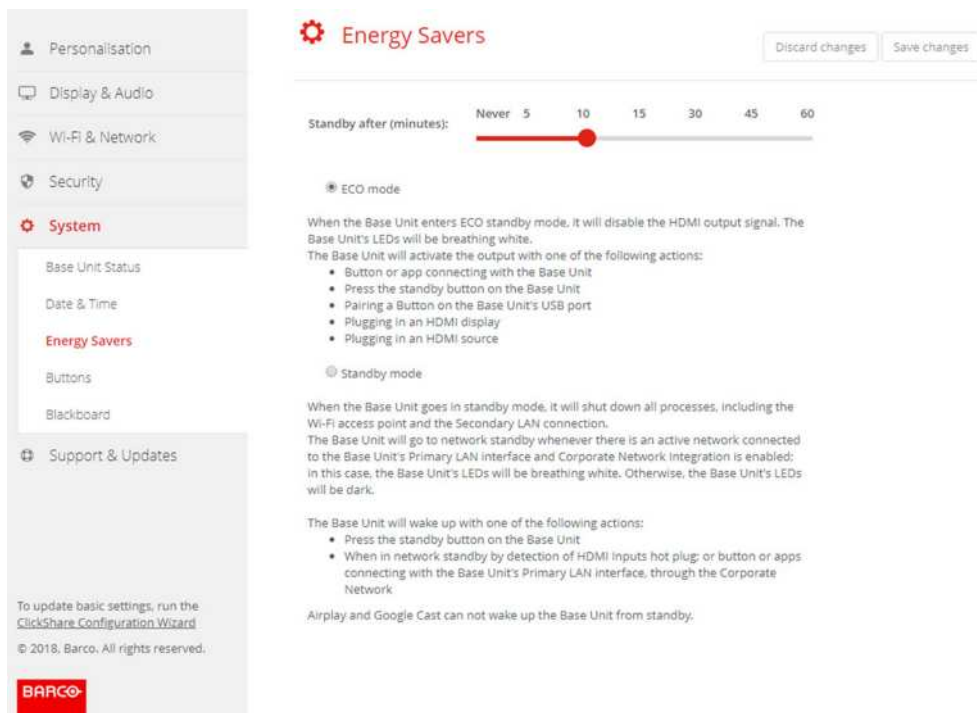 Personalisation
Display & Audio
Wi-Fi & Network
Security
System
Base Unit Status
Date & Time
Energy Savers
Buttons
Blackboard
Support & Updates
To update basic settings, run the
ClickShare Configuration Wizard
© 2018, Barco. All rights reserved.
BARCO
Energy Savers
Discard changes
Save changes
Standby after (minutes):
Never 5 10 15 30 45 60
ECO mode
When the Base Unit enters ECO standby mode, it will disable the HDMI output signal. The
Base Unit's LEDs will be breathing white.
The Base Unit will activate the output with one of the following actions:
• Button or app connecting with the Base Unit
• Press the standby button on the Base Unit
• Pairing a Button on the Base Unit's USB port
• Plugging in an HDMI display
• Plugging in an HDMI source
Standby mode
When the Base Unit goes in standby mode, it will shut down all processes, including the
Wi-Fi access point and the Secondary LAN connection.
The Base Unit will go to network standby whenever there is an active network connected
to the Base Unit's Primary LAN interface and Corporate Network Integration is enabled;
in this case, the Base Unit's LEDs will be breathing white. Otherwise, the Base Unit's LEDs
will be dark.
The Base Unit will wake up with one of the following actions:
• Press the standby button on the Base Unit
• When in network standby by detection of HDMI Inputs hot plug; or button or apps
connecting with the Base Unit's Primary LAN interface, through the Corporate
Network
Airplay and Google Cast can not wake up the Base Unit from standby.